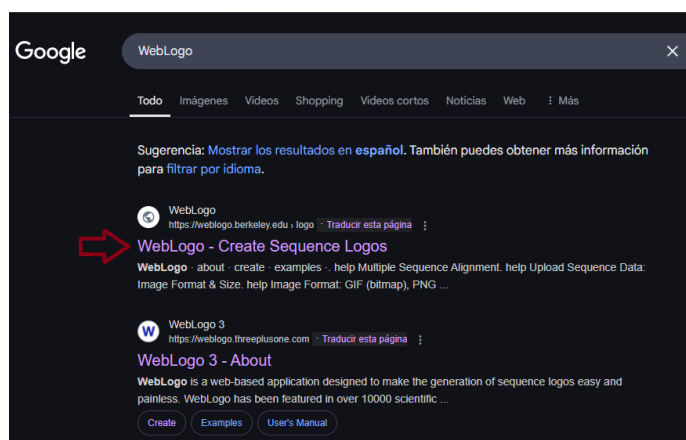 Google
WebLogo
Todo Imágenes Videos Shopping Videos cortos Noticias Web Más
Sugerencia: Mostrar los resultados en español. También puedes obtener más información
para filtrar por idioma.
WebLogo
https://weblogo.berkeley.edu › logo · Traducir esta página
WebLogo - Create Sequence Logos
WebLogo · about · create · examples ·. help Multiple Sequence Alignment. help Upload Sequence Data:
Image Format & Size. help Image Format: GIF (bitmap), PNG ...
W
WebLogo 3
https://weblogo.threeplusone.com · Traducir esta página
WebLogo 3 - About
WebLogo is a web-based application designed to make the generation of sequence logos easy and
painless. WebLogo has been featured in over 10000 scientific ...
Create Examples User's Manual